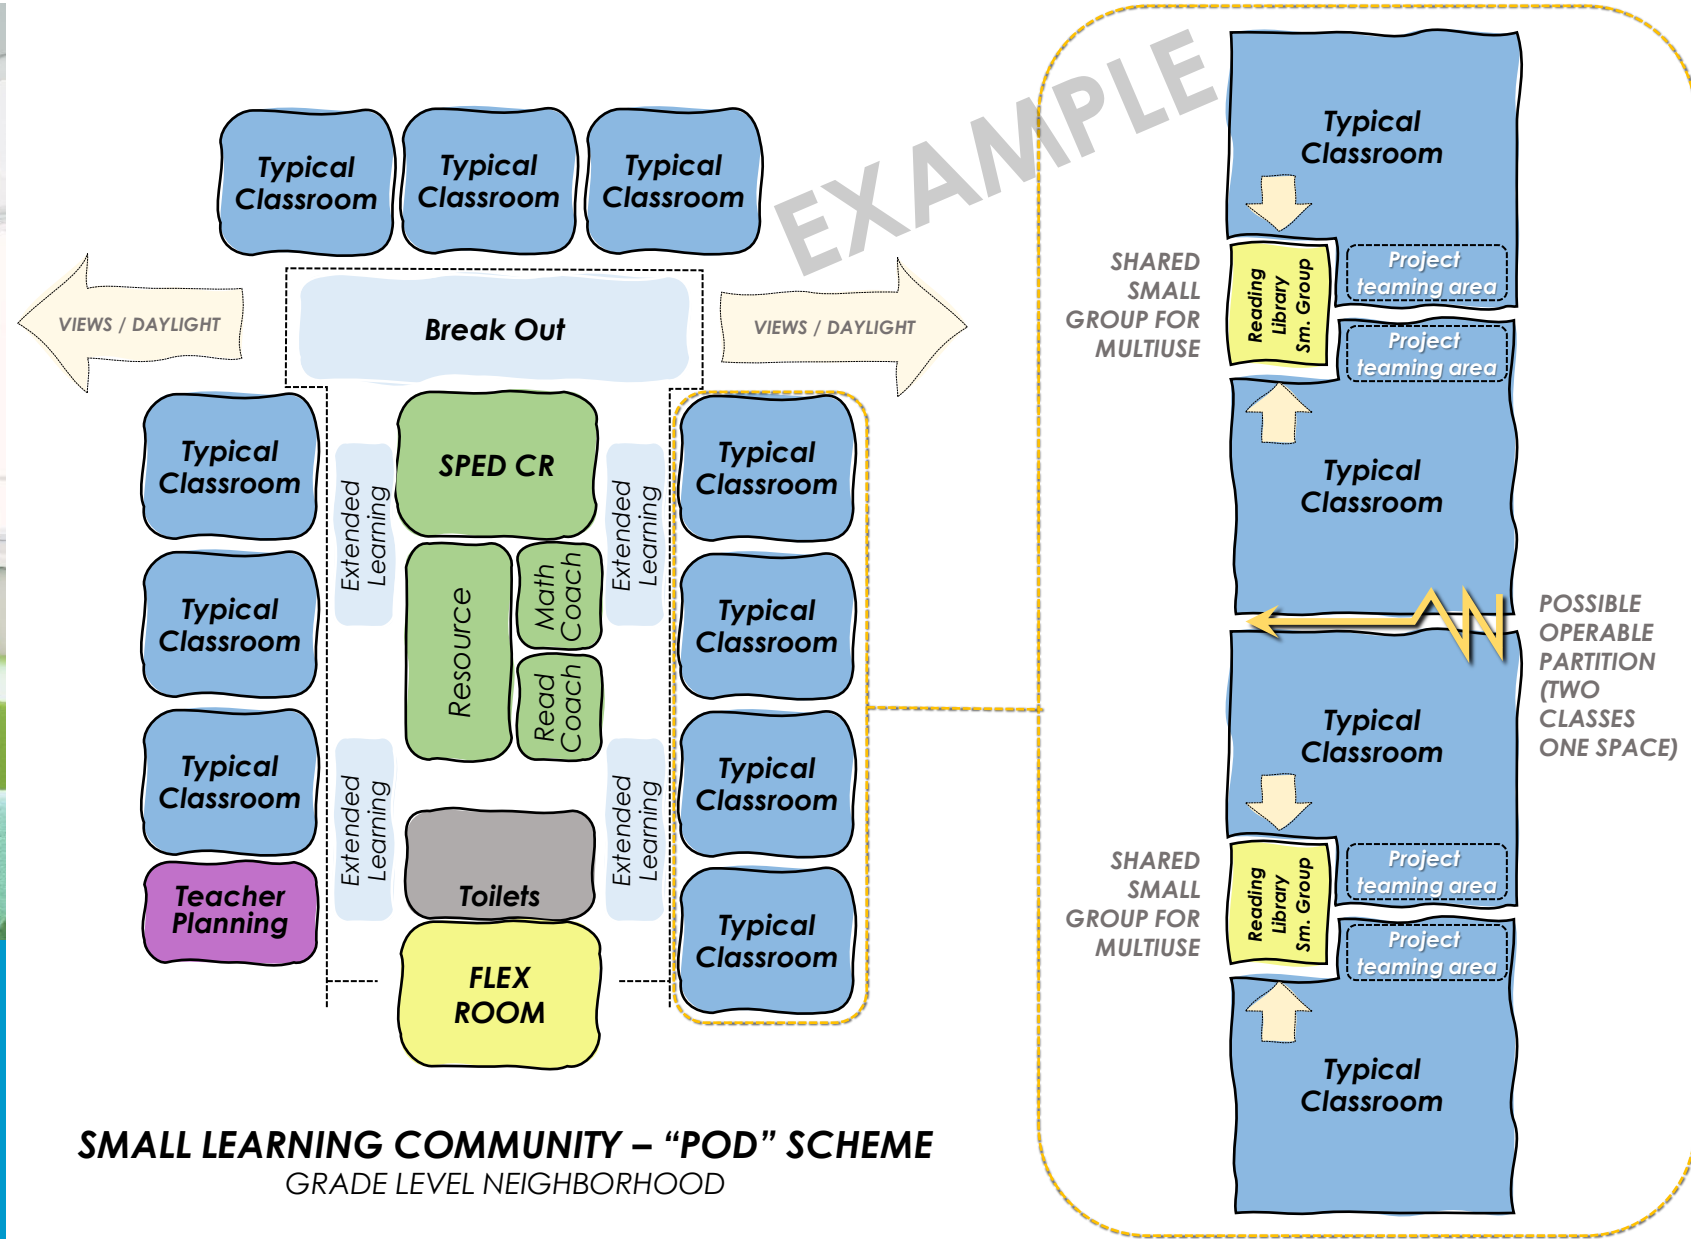 EXAMPLE
Typical
Classroom
Typical
Classroom
Typical
Classroom
VIEWS / DAYLIGHT
Break Out
VIEWS / DAYLIGHT
Typical
Classroom
Typical
Classroom
Typical
Classroom
Teacher
Planning
Extended
Learning
Extended
Learning
SPED CR
Resource
Math
Coach
Read
Coach
Toilets
FLEX
ROOM
Extended
Learning
Extended
Learning
Typical
Classroom
Typical
Classroom
Typical
Classroom
Typical
Classroom
SMALL LEARNING COMMUNITY – “POD” SCHEME
GRADE LEVEL NEIGHBORHOOD
Typical
Classroom
SHARED
SMALL
GROUP FOR
MULTIUSE
Reading
Library
Sm. Group
Project
teaming area
Project
teaming area
Typical
Classroom
POSSIBLE
OPERABLE
PARTITION
(TWO
CLASSES
ONE SPACE)
Typical
Classroom
SHARED
SMALL
GROUP FOR
MULTIUSE
Reading
Library
Sm. Group
Project
teaming area
Project
teaming area
Typical
Classroom